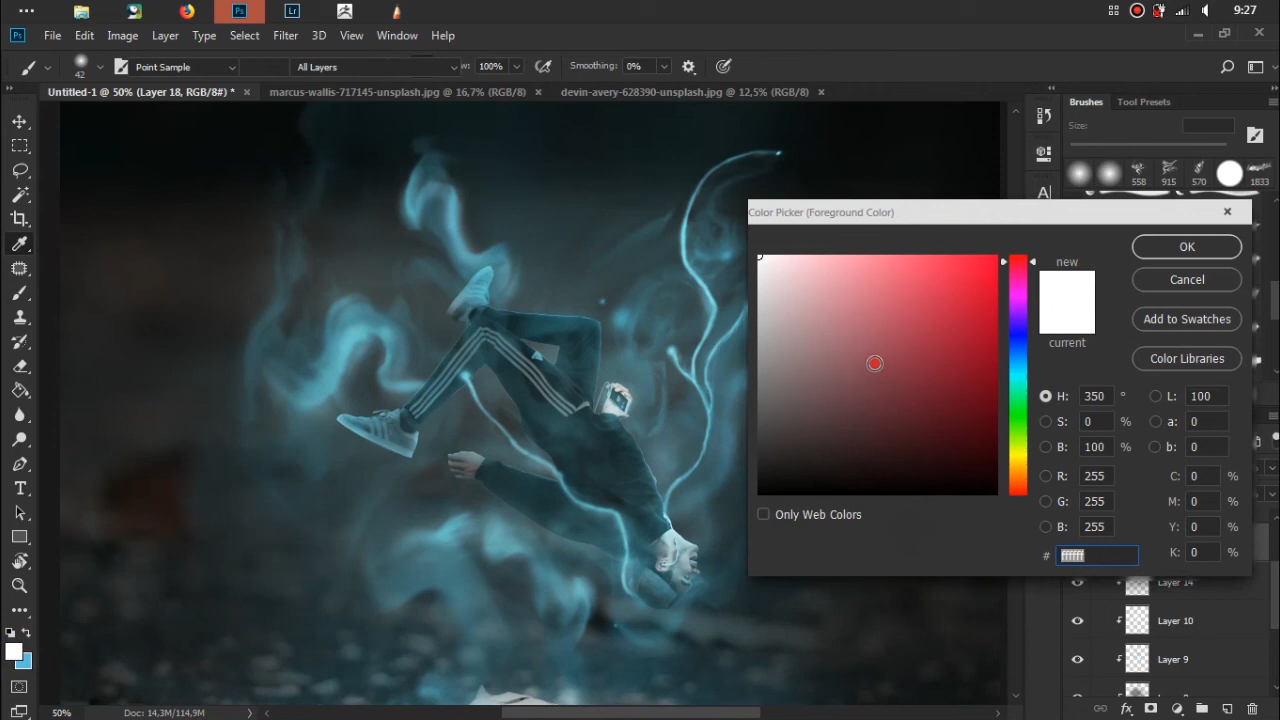 Ps Lr 9:27
Ps File Edit Image Layer Type Select Filter 3D View Window Help
42 Point Sample All Layers w: 100% Smoothing: 0%
Untitled-1 @ 50% (Layer 18, RGB/8#) * × marcus-wallis-717145-unsplash.jpg @ 16,7% (RGB/8) × devin-avery-628390-unsplash.jpg @ 12,5% (RGB/8) ×
Brushes Tool Presets
Size:
558 915 570 1833
Color Picker (Foreground Color)
OK
new
Cancel
Add to Swatches
current
Color Libraries
H: 350 ° L: 100
S: 0 % a: 0
B: 100 % b: 0
R: 255 C: 0 %
G: 255 M: 0 %
Only Web Colors
B: 255 Y: 0 %
# ffffff K: 0 %
Layer 14
Layer 10
Layer 9
50% Doc: 14,3M/114,9M